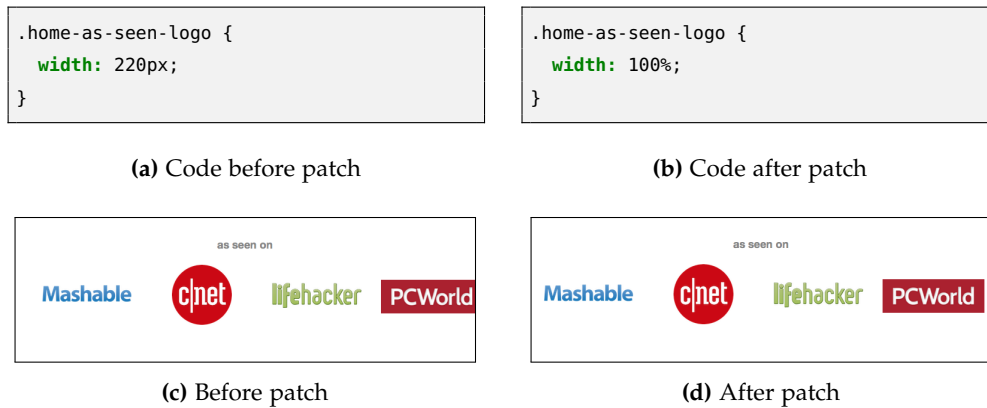 .home-as-seen-logo {
width: 220px;
}
(a) Code before patch
.home-as-seen-logo {
width: 100%;
}
(b) Code after patch
as seen on
Mashable c|net lifehacker PCWorld
(c) Before patch
as seen on
Mashable c|net lifehacker PCWorld
(d) After patch